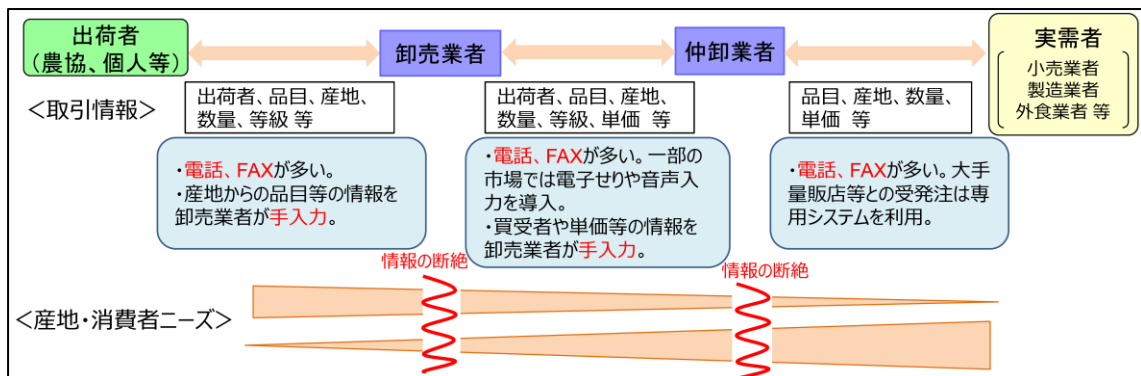 出荷者
（農協、個人等）
卸売業者
仲卸業者
実需者
小売業者
製造業者
外食業者 等
＜取引情報＞
出荷者、品目、産地、
数量、等級 等
出荷者、品目、産地、
数量、等級、単価 等
品目、産地、数量、
単価 等
・電話、FAXが多い。
・産地からの品目等の情報を
卸売業者が手入力。
・電話、FAXが多い。一部の
市場では電子せりや音声入
力を導入。
・買受者や単価等の情報を
卸売業者が手入力。
・電話、FAXが多い。大手
量販店等との受発注は専
用システムを利用。
情報の断絶
情報の断絶
＜産地・消費者ニーズ＞